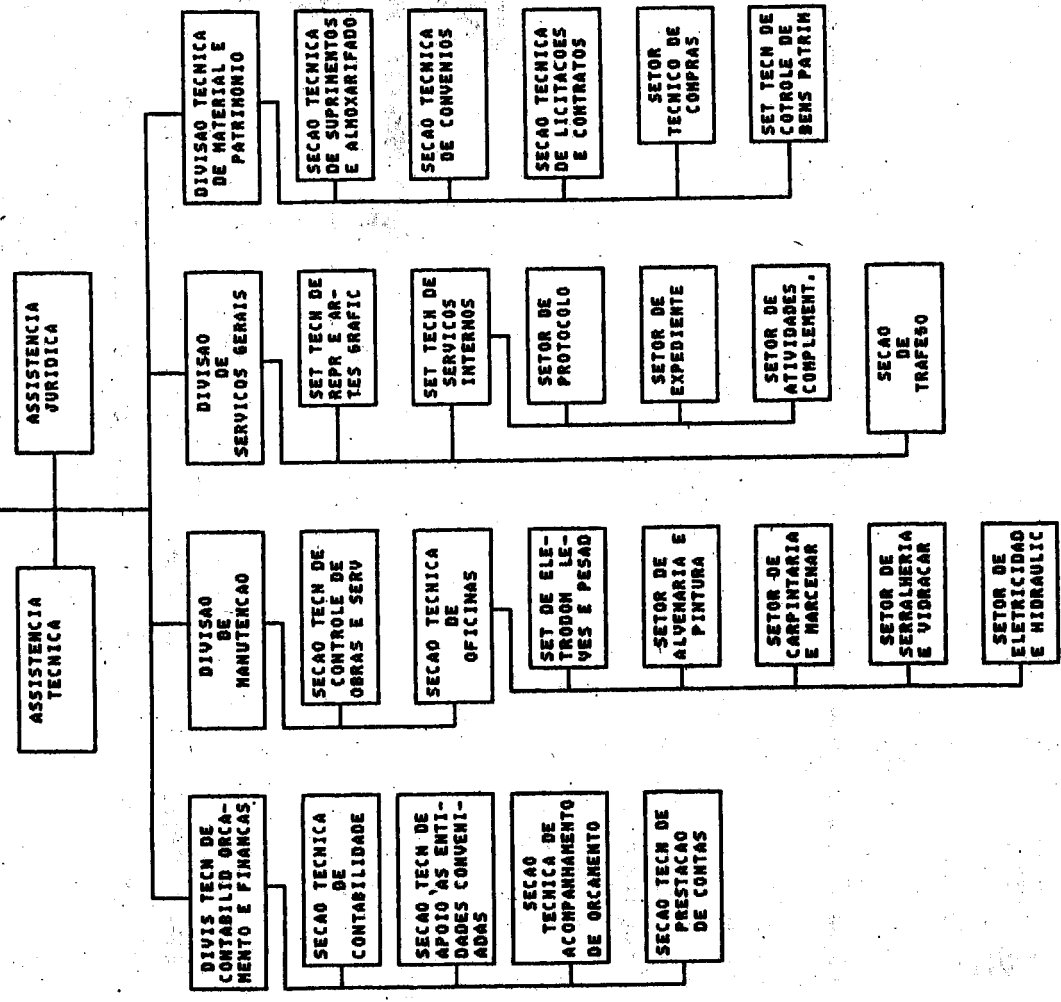 ASSISTENCIA
TECNICA
ASSISTENCIA
JURIDICA
DIVIS TECN DE
CONTABILID ORCA-
MENTO E FINANCAS
SECAO TECNICA
DE
CONTABILIDADE
SECAO TECN DE
APOIO AS ENTI-
DADES CONVENI-
ADAS
SECAO
TECNICA DE
ACOMPANHAMENTO
DE ORCAMENTO
SECAO TECN DE
PRESTACAO
DE CONTAS
DIVISAO
DE
MANUTENCAO
SECAO TECN DE
CONTROLE DE
OBRAS E SERV
SECAO TECNICA
DE
OFICINAS
SET DE ELE-
TRODOM LE-
VES E PESAD
SETOR DE
ALVENARIA E
PINTURA
SETOR DE
CARPINTARIA
E MARCENAR
SETOR DE
SERRALHERIA
E VIDRACAR
SETOR DE
ELETRICIDAD
E HIDRAULIC
DIVISAO
DE
SERVICOS GERAIS
SET TECN DE
REPR E AR-
TES GRAFIC
SET TECN DE
SERVICOS
INTERNOS
SETOR DE
PROTOCOLO
SETOR DE
EXPEDIENTE
SETOR DE
ATIVIDADES
COMPLEMENT.
SECAO
DE
TRAFEGO
DIVISAO TECNICA
DE MATERIAL E
PATRIMONIO
SECAO TECNICA
DE SUPRIMENTOS
E ALMOXARIFADO
SECAO TECNICA
DE CONVENIOS
SECAO TECNICA
DE LICITACOES
E CONTRATOS
SETOR
TECNICO DE
COMPRAS
SET TECN DE
COTROLE DE
BENS PATRIM